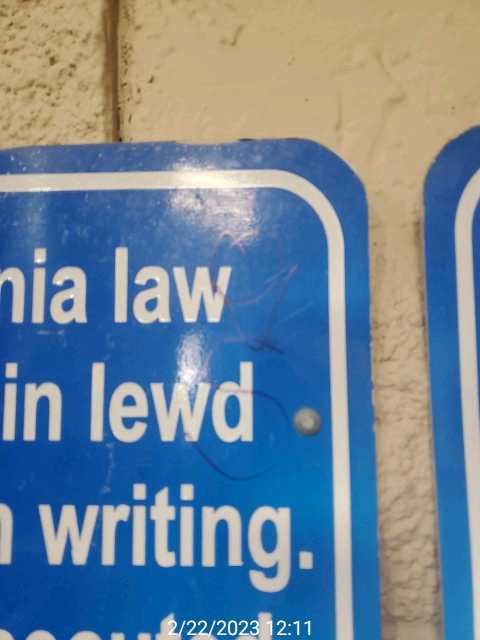 nia law
in lewd
writing.
2/22/2023 12:11